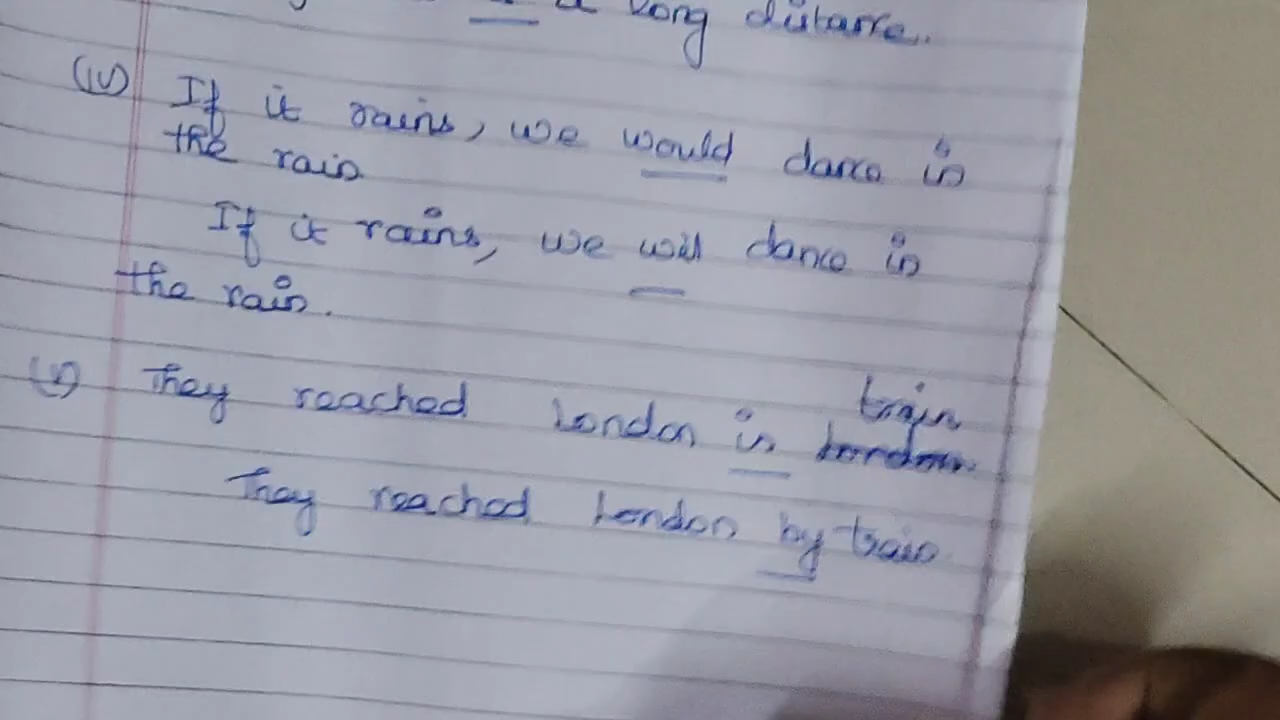 a long distance..
(iv) If it rains, we would dance in
the rain
If it rains, we will dance in
the rain.
(v) They reached London in train
They reached London by train